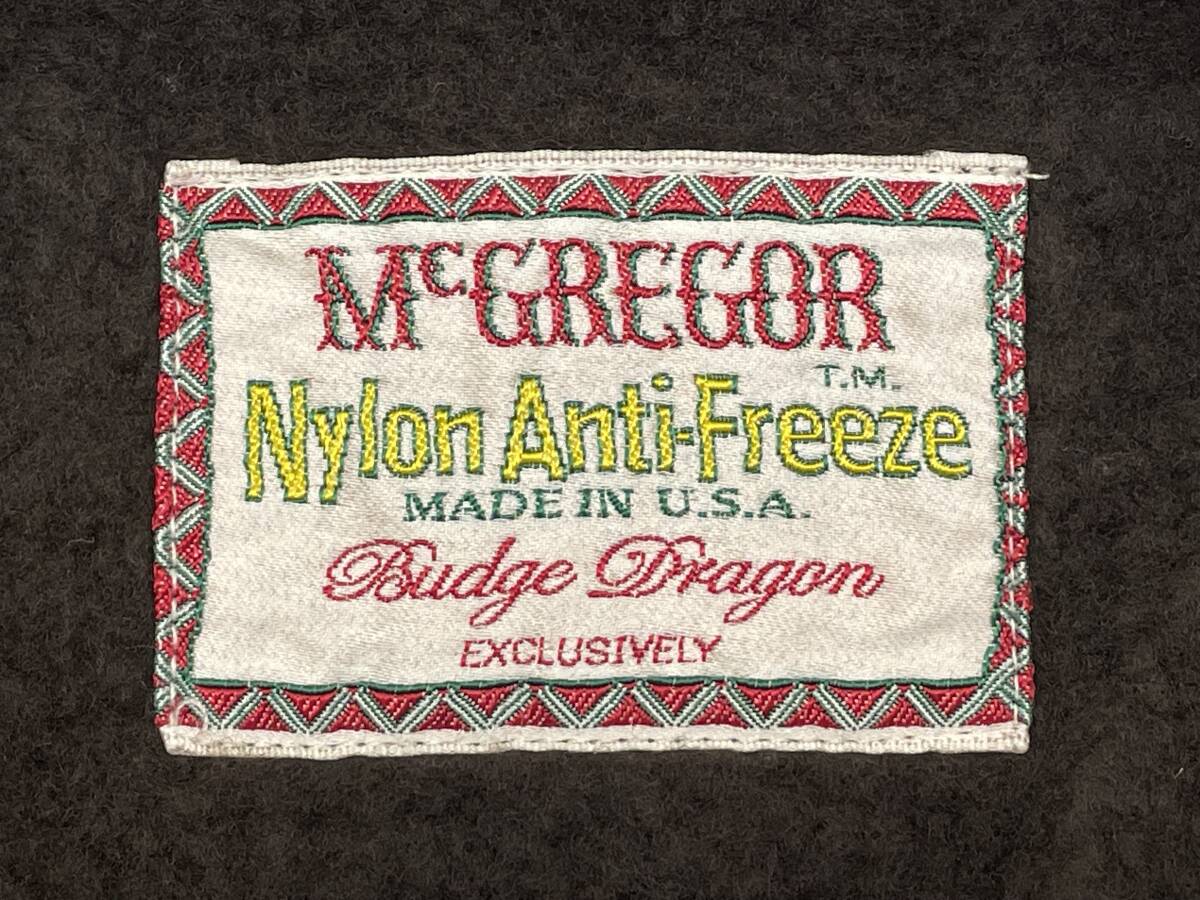 McGREGOR
T.M.
Nylon Anti-Freeze
MADE IN U.S.A.
Budge Dragon
EXCLUSIVELY